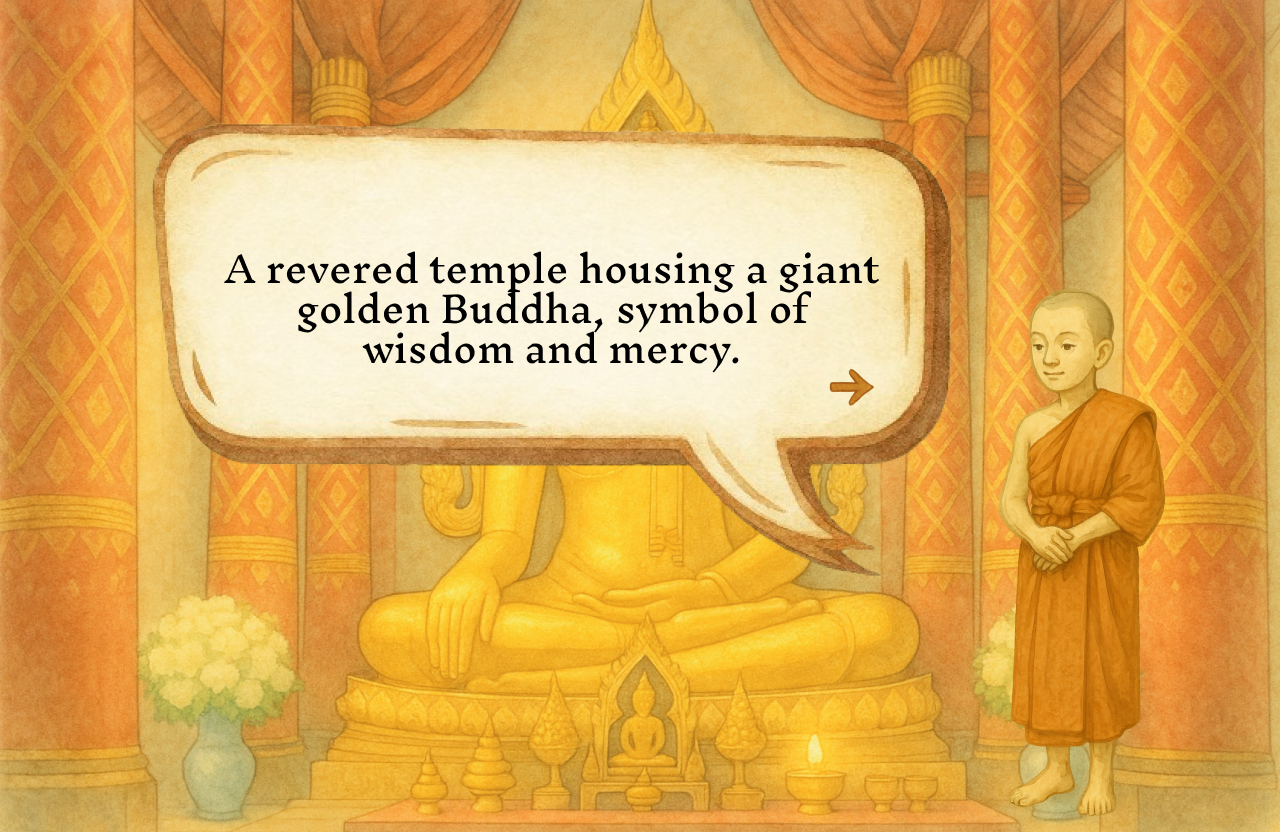 A revered temple housing a giant
golden Buddha, symbol of
wisdom and mercy.